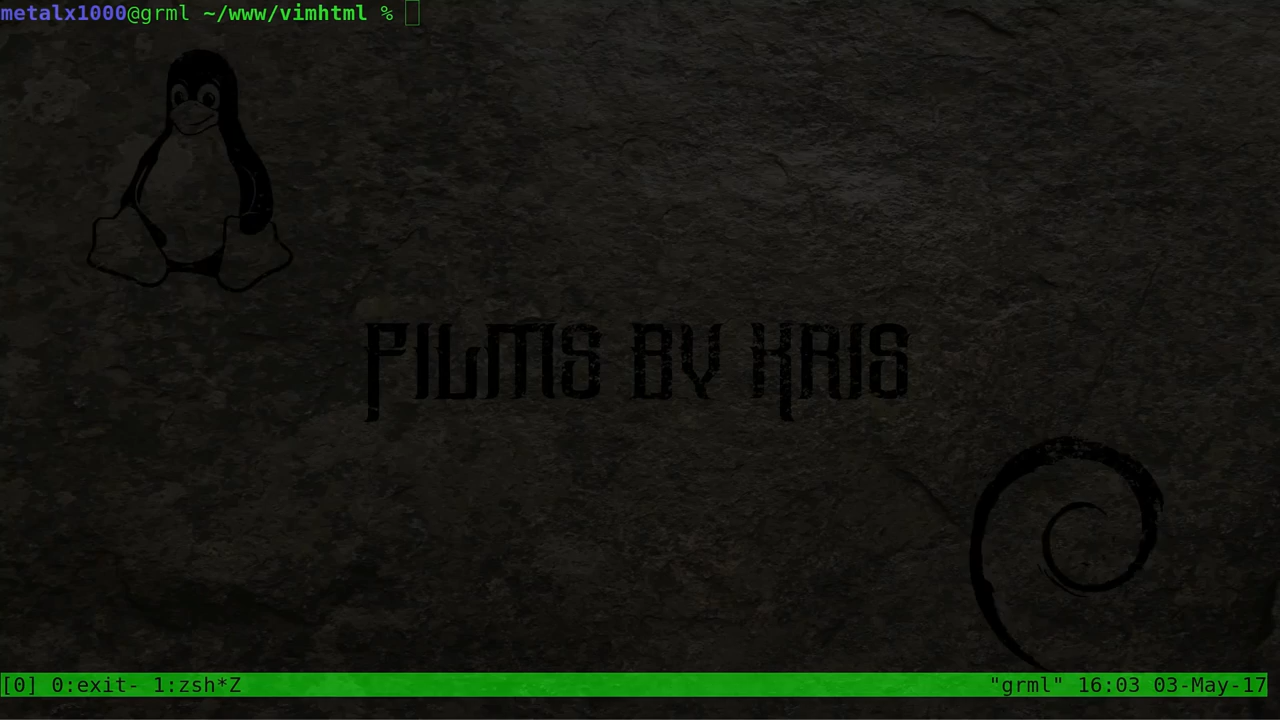 metalx1000@grml ~/www/vimhtml %
FILMS BY KRIS
[0] 0:exit- 1:zsh*Z "grml" 16:03 03-May-17